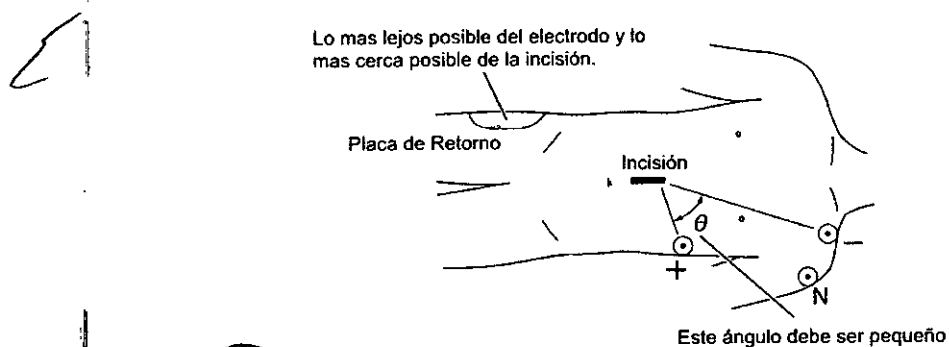 Lo mas lejos posible del electrodo y lo
mas cerca posible de la incisión.
Placa de Retorno
Incisión
θ
+
−
N
Este ángulo debe ser pequeño